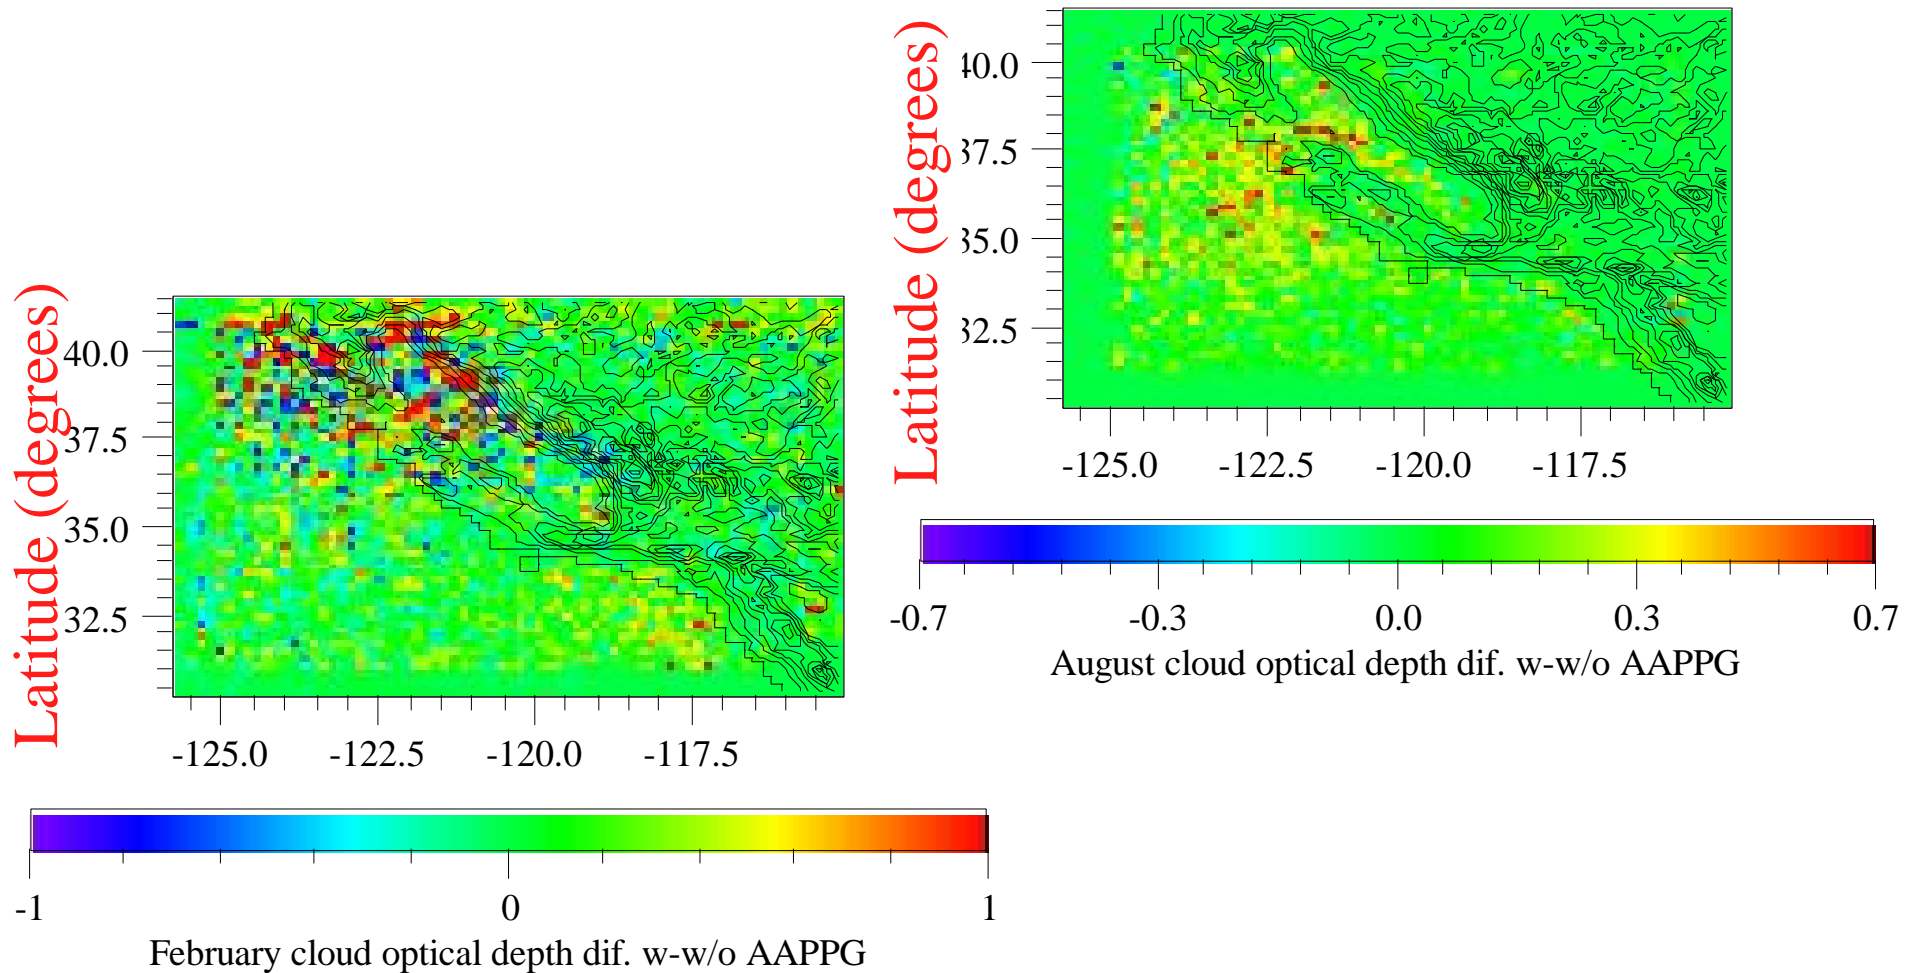 Latitude (degrees)
40.0
37.5
35.0
32.5
-125.0 -122.5 -120.0 -117.5
-1 0 1
February cloud optical depth dif. w-w/o AAPPG
Latitude (degrees)
40.0
37.5
35.0
32.5
-125.0 -122.5 -120.0 -117.5
-0.7 -0.3 0.0 0.3 0.7
August cloud optical depth dif. w-w/o AAPPG